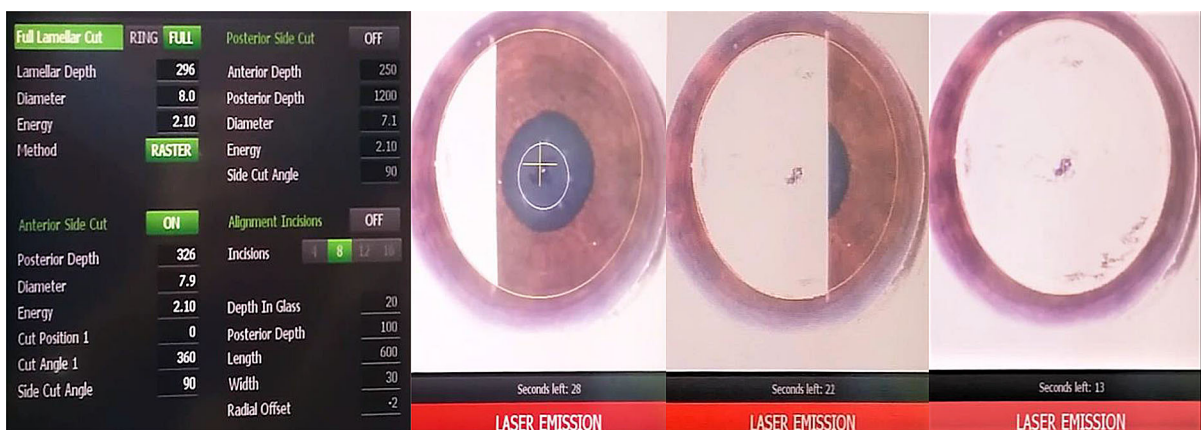 Full Lamellar Cut RING FULL
Lamellar Depth 296
Diameter 8.0
Energy 2.10
Method RASTER
Anterior Side Cut ON
Posterior Depth 326
Diameter 7.9
Energy 2.10
Cut Position 1 0
Cut Angle 1 360
Side Cut Angle 90
Posterior Side Cut OFF
Anterior Depth 250
Posterior Depth 1200
Diameter 7.1
Energy 2.10
Side Cut Angle 90
Alignment Incisions OFF
Incisions 4 8 12 16
Depth In Glass 20
Posterior Depth 100
Length 600
Width 30
Radial Offset -2
Seconds left: 28
LASER EMISSION
Seconds left: 22
LASER EMISSION
Seconds left: 13
LASER EMISSION